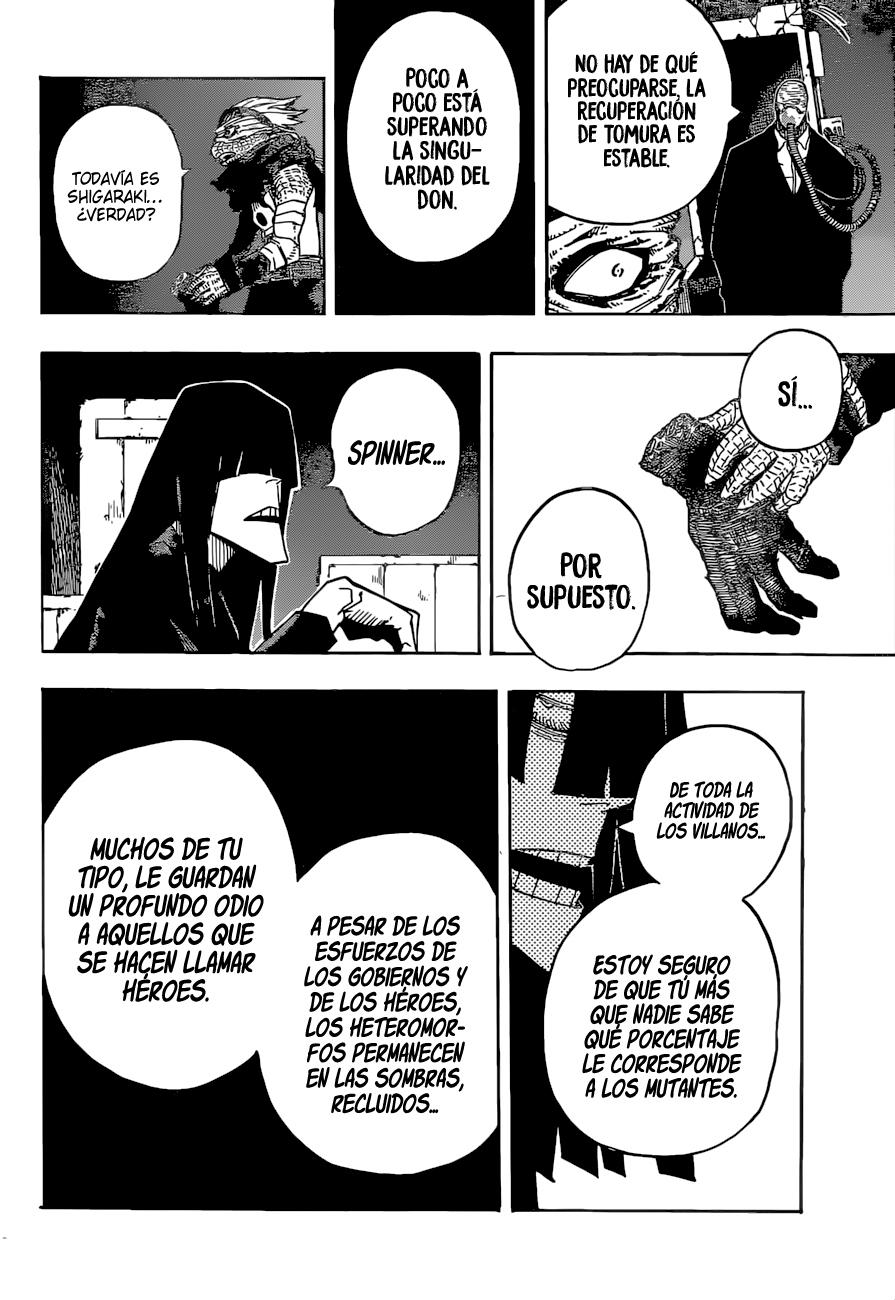 NO HAY DE QUÉ
PREOCUPARSE, LA
RECUPERACIÓN
DE TOMURA ES
ESTABLE.
POCO A
POCO ESTÁ
SUPERANDO
LA SINGU-
LARIDAD DEL
DON.
TODAVÍA ES
SHIGARAKI...
¿VERDAD?
SÍ...
POR
SUPUESTO.
SPINNER...
DE TODA LA
ACTIVIDAD DE
LOS VILLANOS...
ESTOY SEGURO
DE QUE TÚ MÁS
QUE NADIE SABE
QUÉ PORCENTAJE
LE CORRESPONDE
A LOS MUTANTES.
A PESAR DE LOS
ESFUERZOS DE
LOS GOBIERNOS Y
DE LOS HÉROES,
LOS HETEROMOR-
FOS PERMANECEN
EN LAS SOMBRAS,
RECLUIDOS...
MUCHOS DE TU
TIPO, LE GUARDAN
UN PROFUNDO ODIO
A AQUELLOS QUE
SE HACEN LLAMAR
HÉROES.